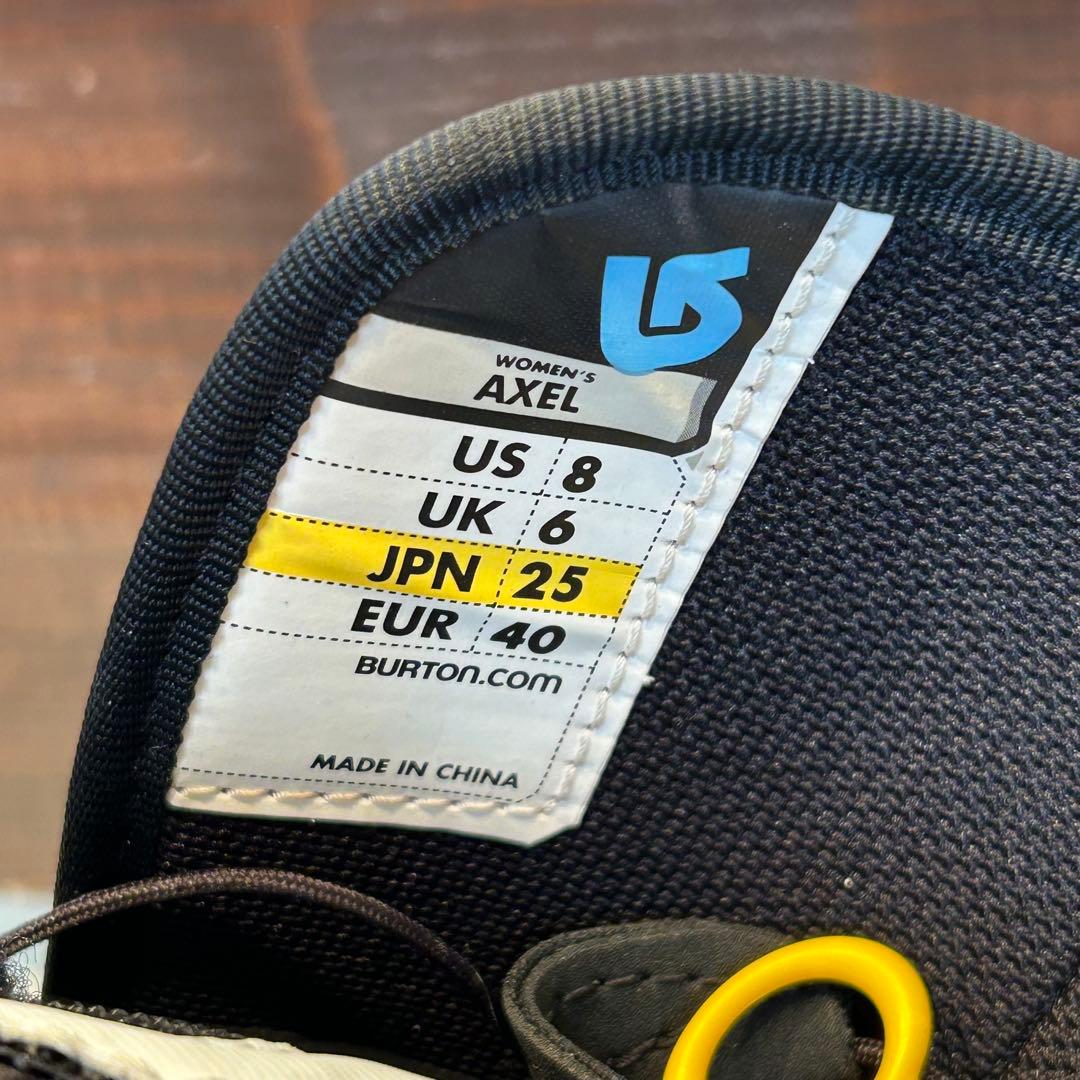 WOMEN'S
AXEL
US 8
UK 6
JPN 25
EUR 40
BURTON.COM
MADE IN CHINA